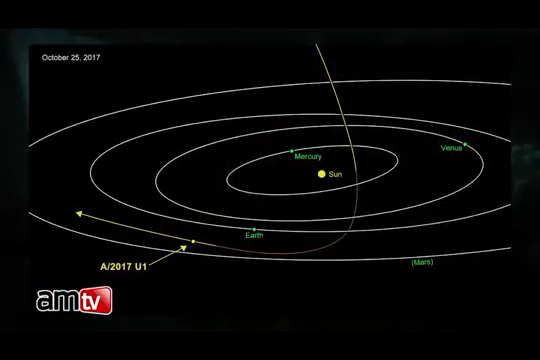 October 25, 2017
Mercury
Venus
Sun
Earth
A/2017 U1
(Mars)
amtv